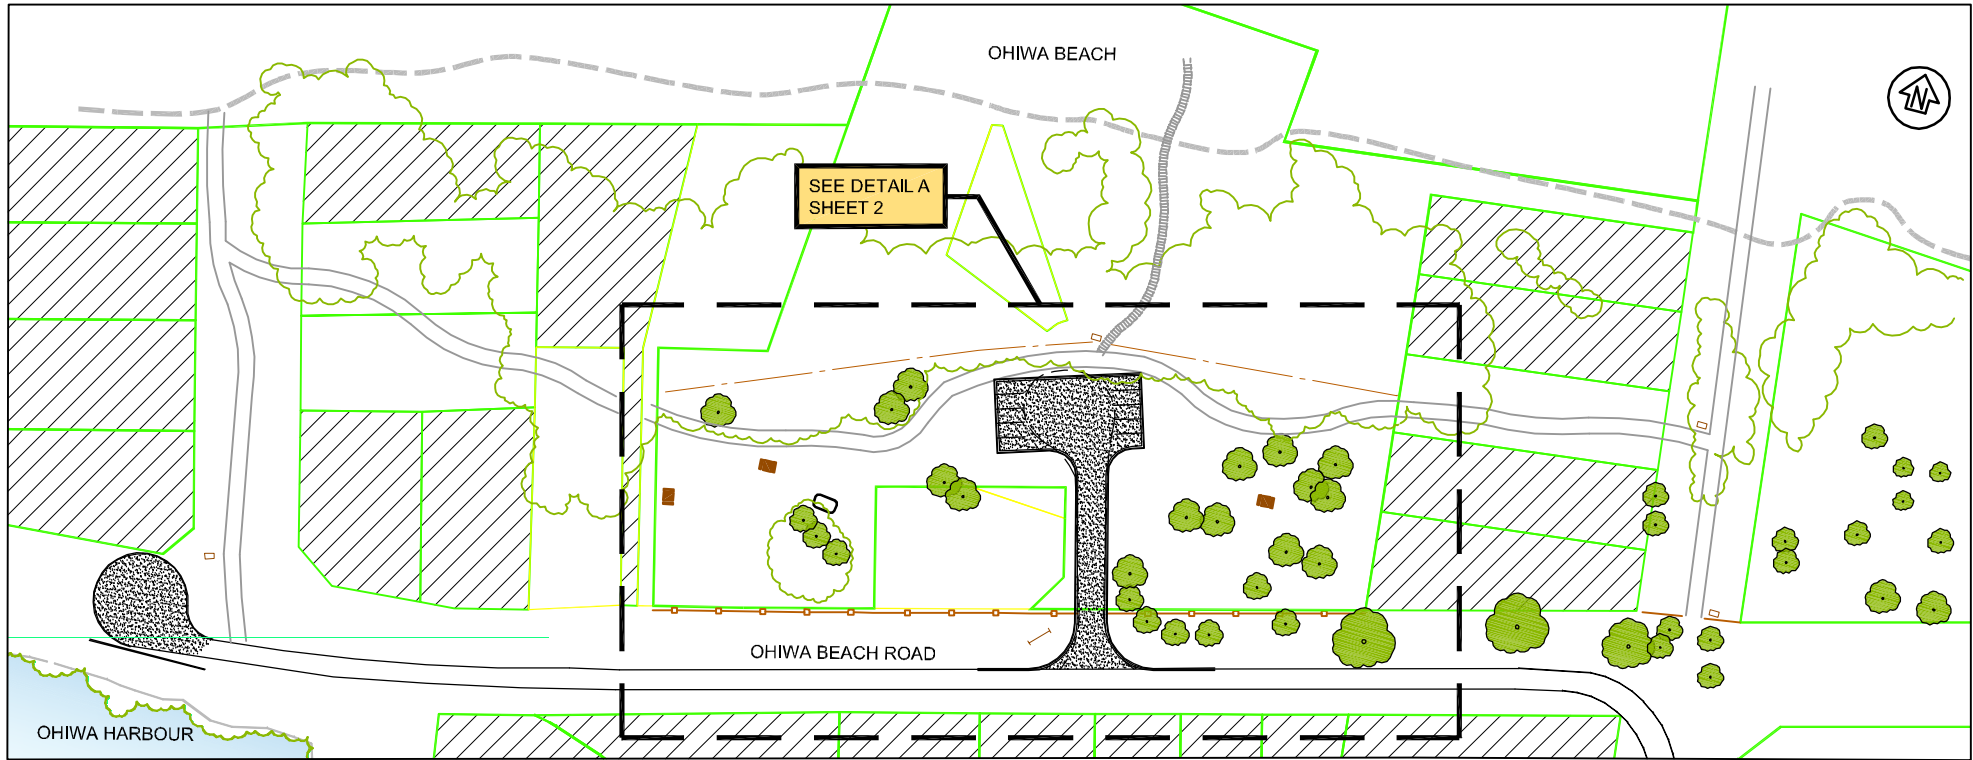 OHIWA BEACH
N
SEE DETAIL A
SHEET 2
OHIWA BEACH ROAD
OHIWA HARBOUR